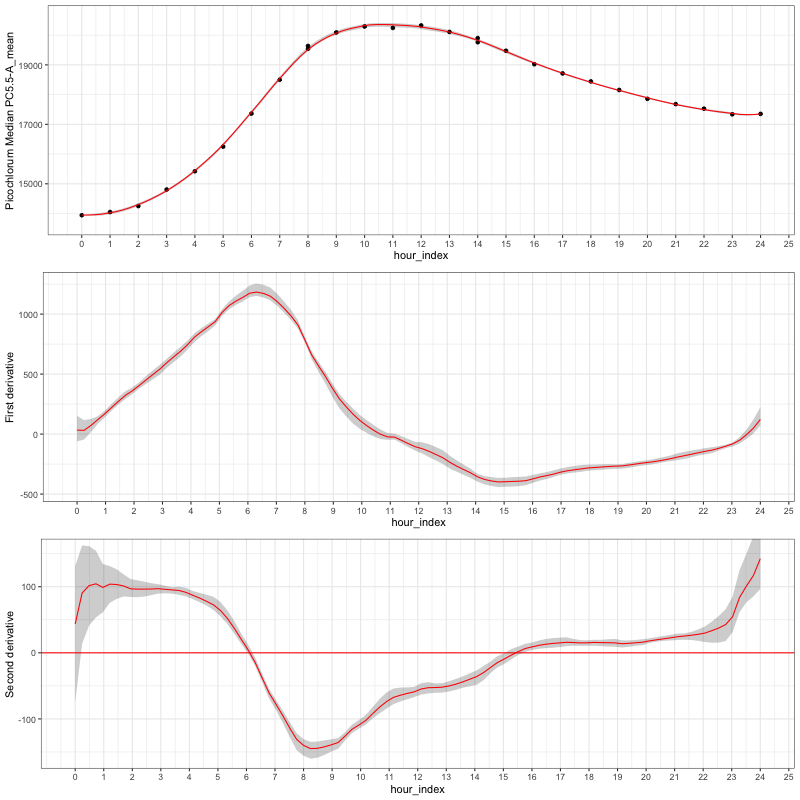 Picochlorum Median PC5.5-A_mean
19000
17000
15000
0 1 2 3 4 5 6 7 8 9 10 11 12 13 14 15 16 17 18 19 20 21 22 23 24 25
hour_index
First derivative
1000
500
0
-500
0 1 2 3 4 5 6 7 8 9 10 11 12 13 14 15 16 17 18 19 20 21 22 23 24 25
hour_index
Second derivative
100
0
-100
0 1 2 3 4 5 6 7 8 9 10 11 12 13 14 15 16 17 18 19 20 21 22 23 24 25
hour_index